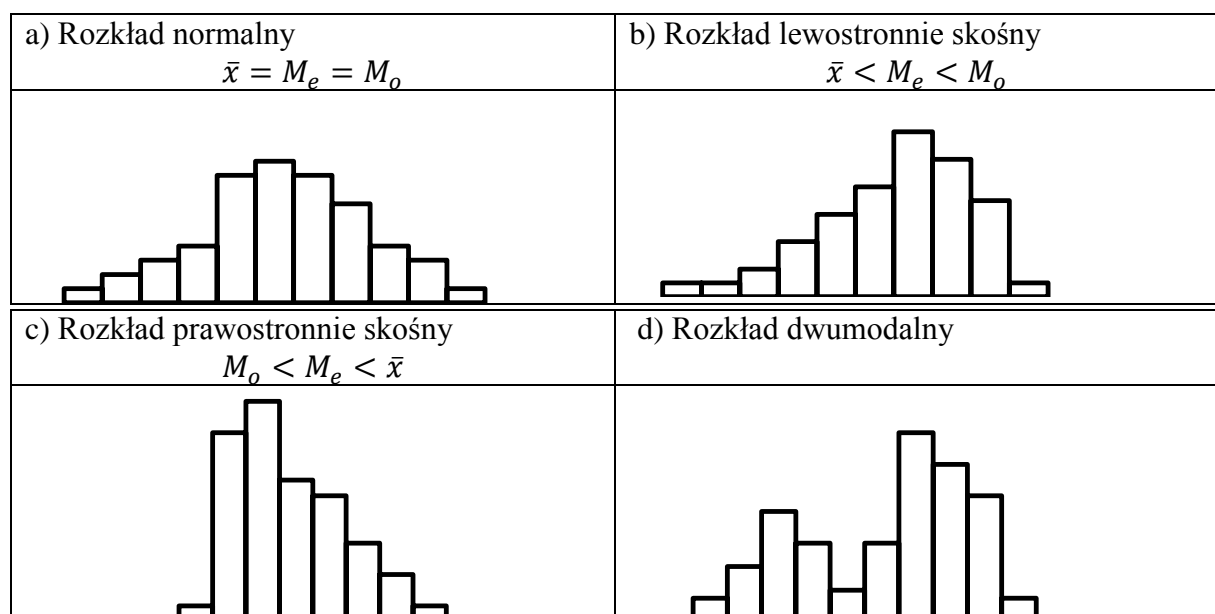 a) Rozkład normalny
x̄ = Mₑ = Mₒ
b) Rozkład lewostronnie skośny
x̄ < Mₑ < Mₒ
c) Rozkład prawostronnie skośny
Mₒ < Mₑ < x̄
d) Rozkład dwumodalny